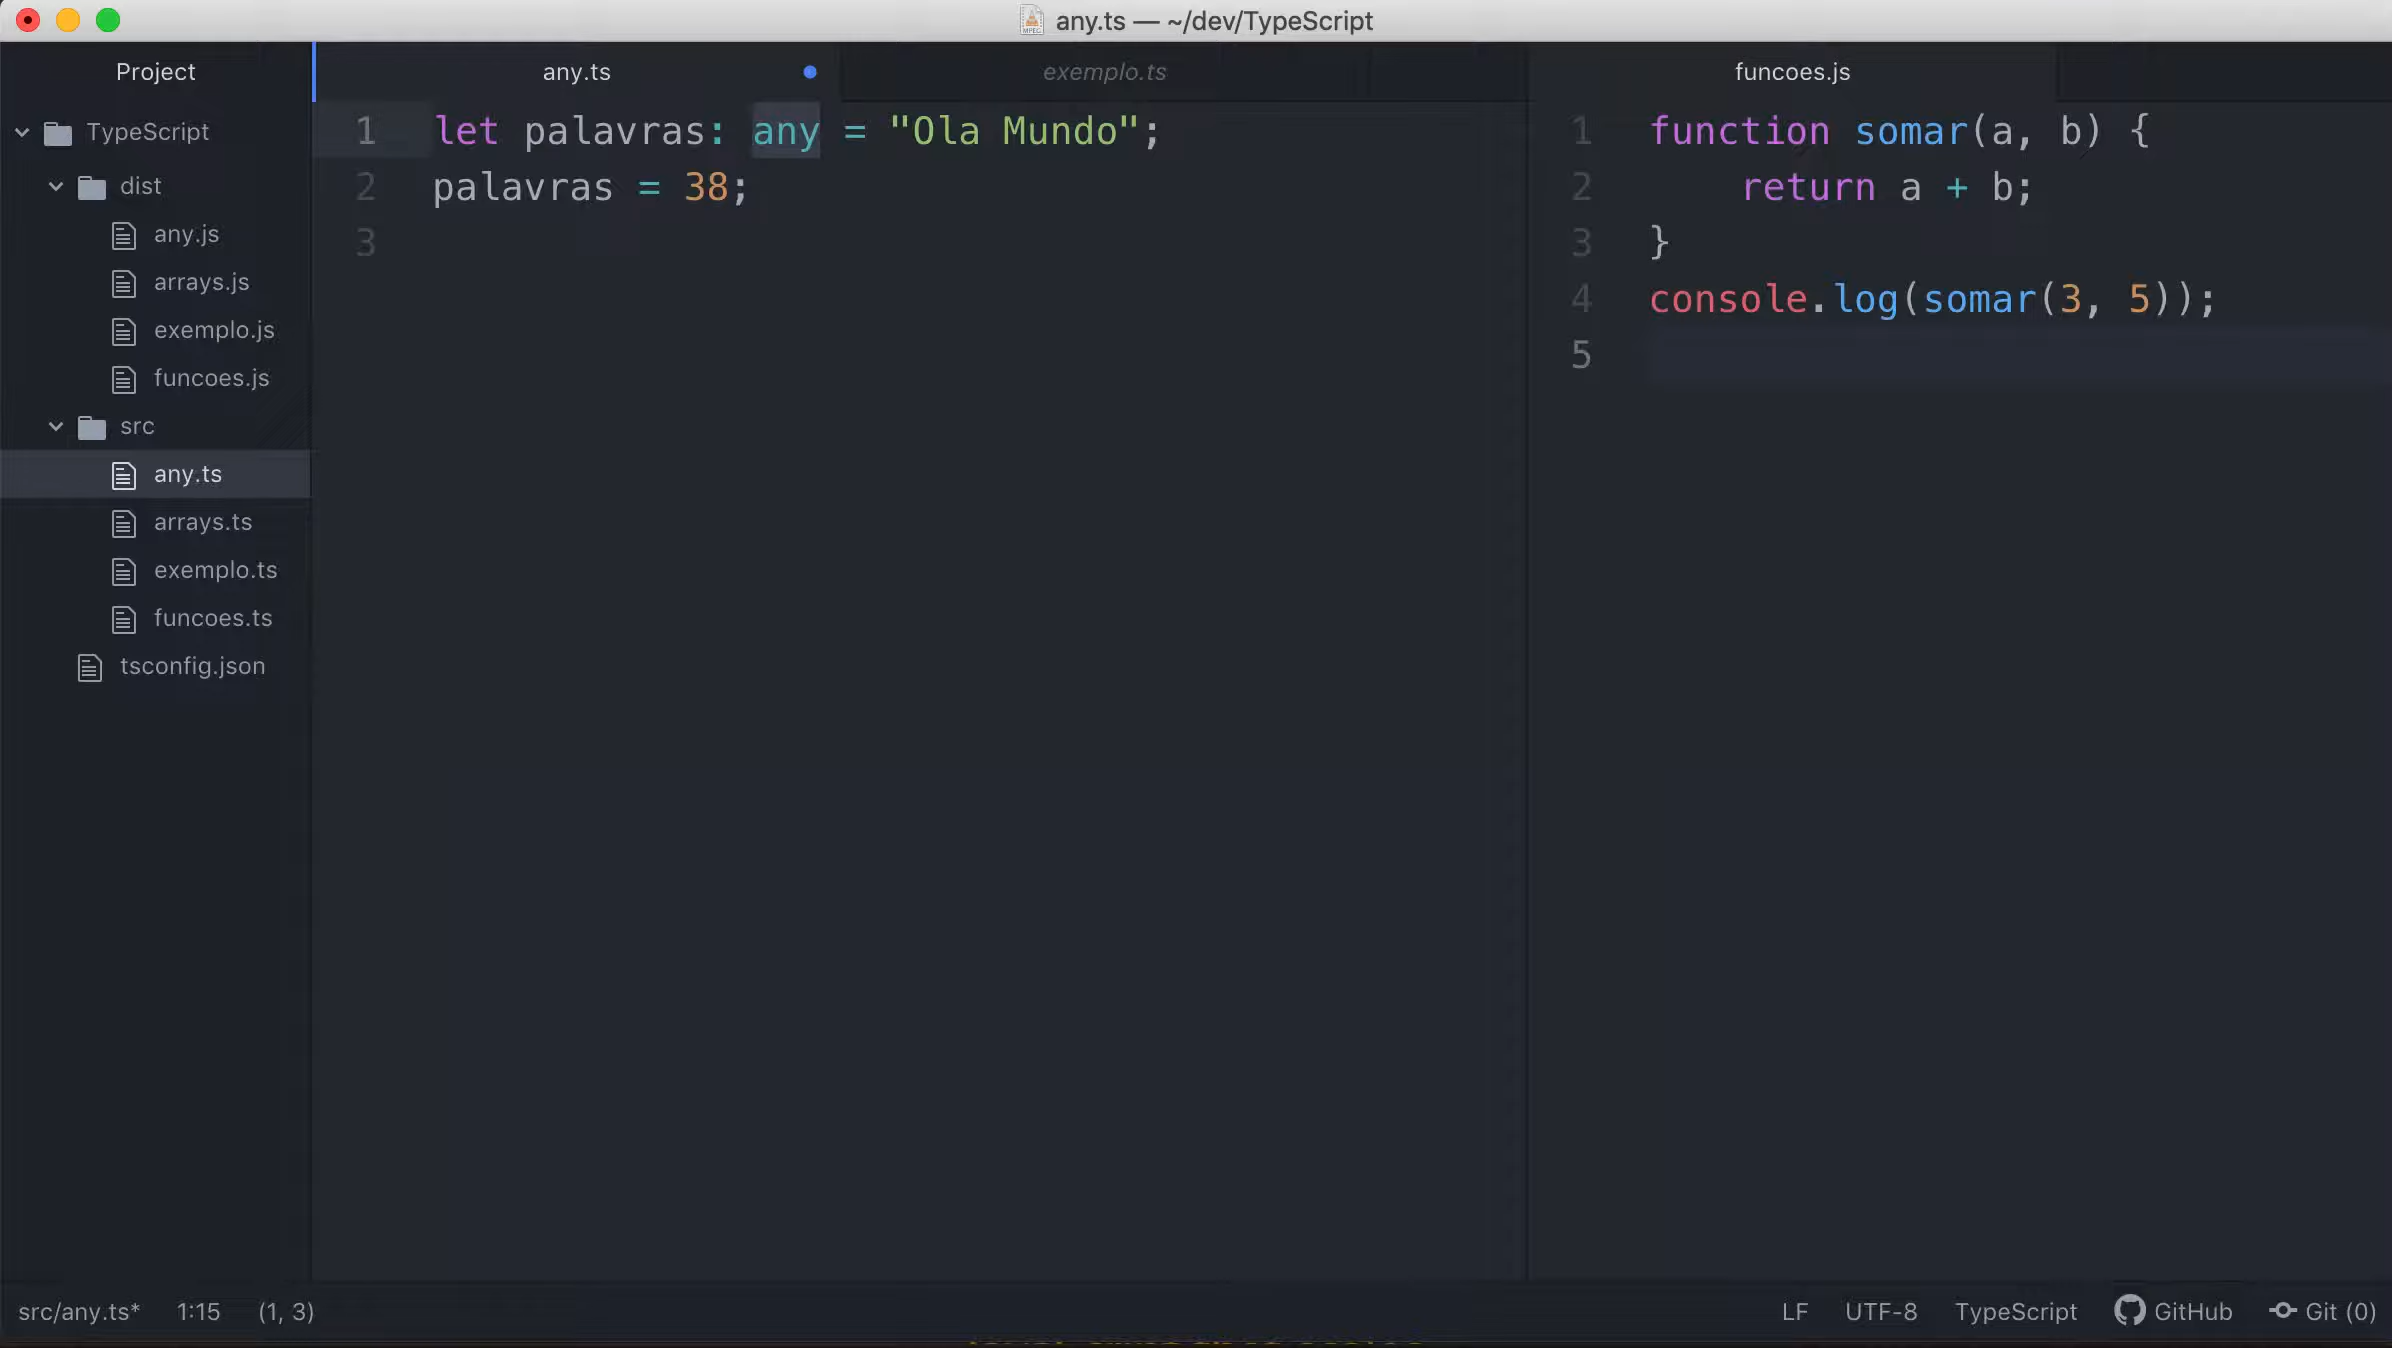 any.ts — ~/dev/TypeScript
Project
TypeScript
dist
any.js
arrays.js
exemplo.js
funcoes.js
src
any.ts
arrays.ts
exemplo.ts
funcoes.ts
tsconfig.json
any.ts
exemplo.ts
1 let palavras: any = "Ola Mundo";
2 palavras = 38;
3
funcoes.js
1 function somar(a, b) {
2 return a + b;
3 }
4 console.log(somar(3, 5));
5
src/any.ts* 1:15 (1, 3)
LF UTF-8 TypeScript GitHub Git (0)